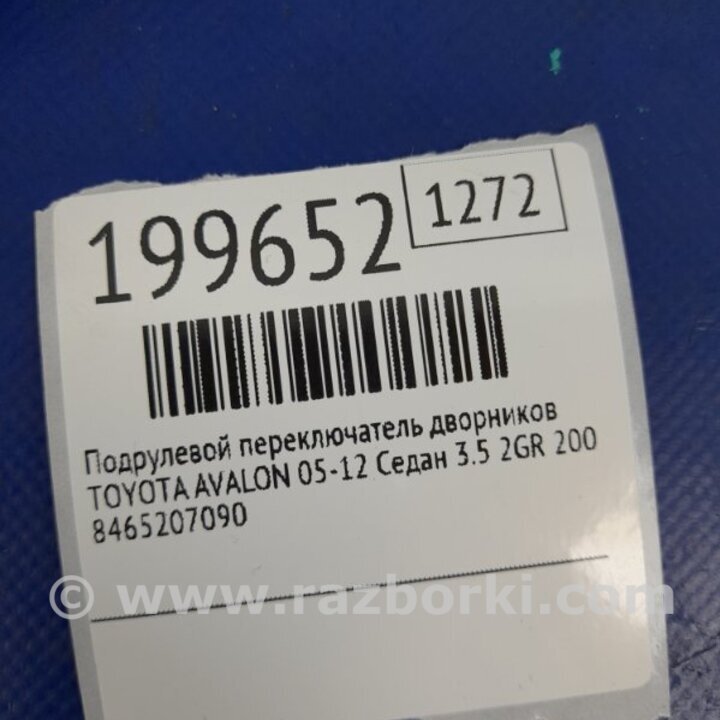 199652 1272
Подрулевой переключатель дворников
TOYOTA AVALON 05-12 Седан 3.5 2GR 200
8465207090
© www.razborki.com